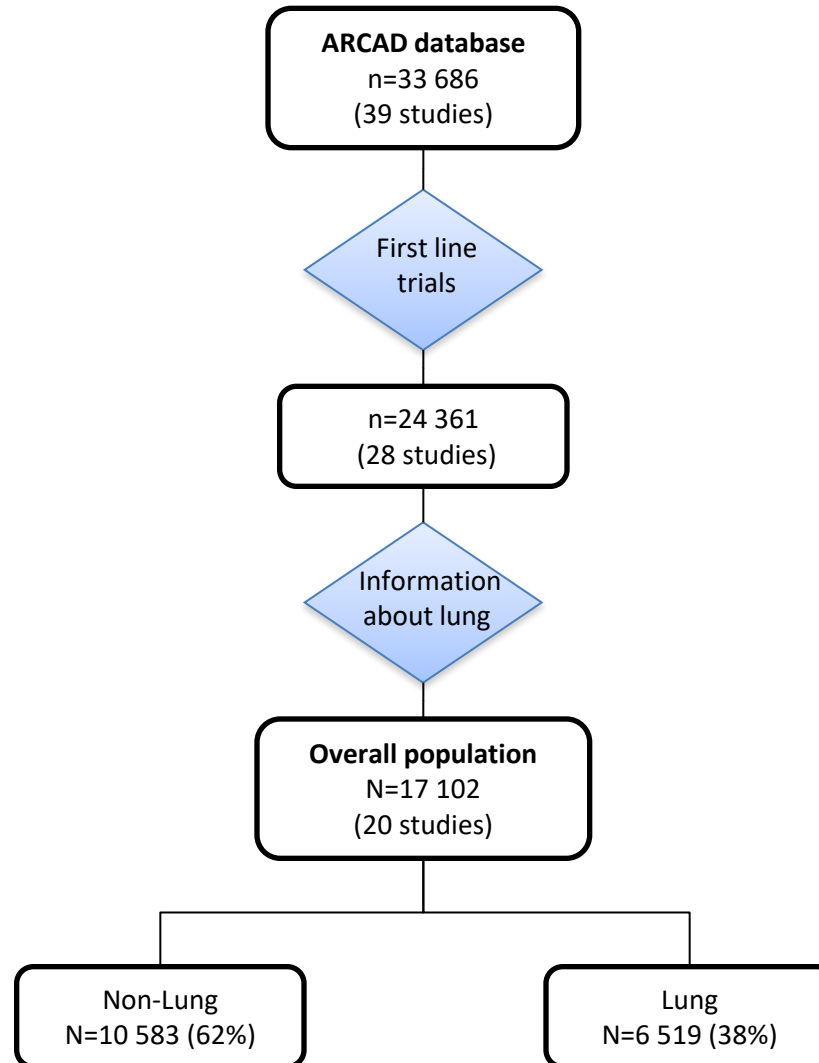 ARCAD database
n=33 686
(39 studies)
First line
trials
n=24 361
(28 studies)
Information
about lung
Overall population
N=17 102
(20 studies)
Non-Lung
N=10 583 (62%)
Lung
N=6 519 (38%)